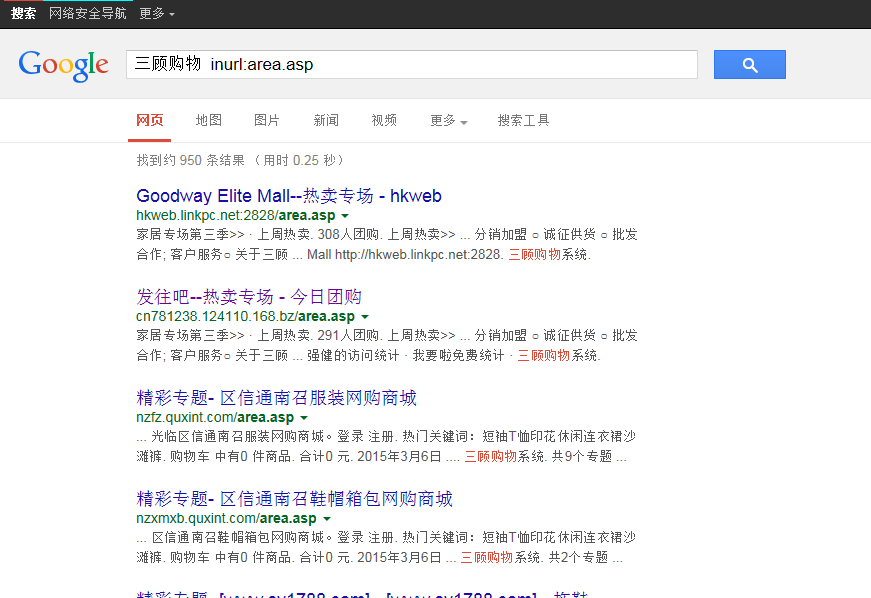 搜索 网络安全导航 更多
Google 三顾购物 inurl:area.asp
网页 地图 图片 新闻 视频 更多 搜索工具
找到约 950 条结果 （用时 0.25 秒）
Goodway Elite Mall--热卖专场 - hkweb
hkweb.linkpc.net:2828/area.asp
家居专场第三季>> · 上周热卖. 308人团购. 上周热卖>> ... 分销加盟 ○ 诚征供货 ○ 批发
合作; 客户服务○ 关于三顾 ... Mall http://hkweb.linkpc.net:2828. 三顾购物系统.
发往吧--热卖专场 - 今日团购
cn781238.124110.168.bz/area.asp
家居专场第三季>> · 上周热卖. 291人团购. 上周热卖>> ... 分销加盟 ○ 诚征供货 ○ 批发
合作; 客户服务○ 关于三顾 ... 强健的访问统计 · 我要啦免费统计 · 三顾购物系统.
精彩专题- 区信通南召服装网购商城
nzfz.quxint.com/area.asp
... 光临区信通南召服装网购商城。登录 注册. 热门关键词：短袖T恤印花休闲连衣裙沙
滩裤. 购物车 中有0 件商品. 合计0 元. 2015年3月6日 .... 三顾购物系统. 共9个专题 ...
精彩专题- 区信通南召鞋帽箱包网购商城
nzxmxb.quxint.com/area.asp
... 区信通南召鞋帽箱包网购商城。登录 注册. 热门关键词：短袖T恤印花休闲连衣裙沙
滩裤. 购物车 中有0 件商品. 合计0 元. 2015年3月6日 ... 三顾购物系统. 共2个专题 ...
精彩专题